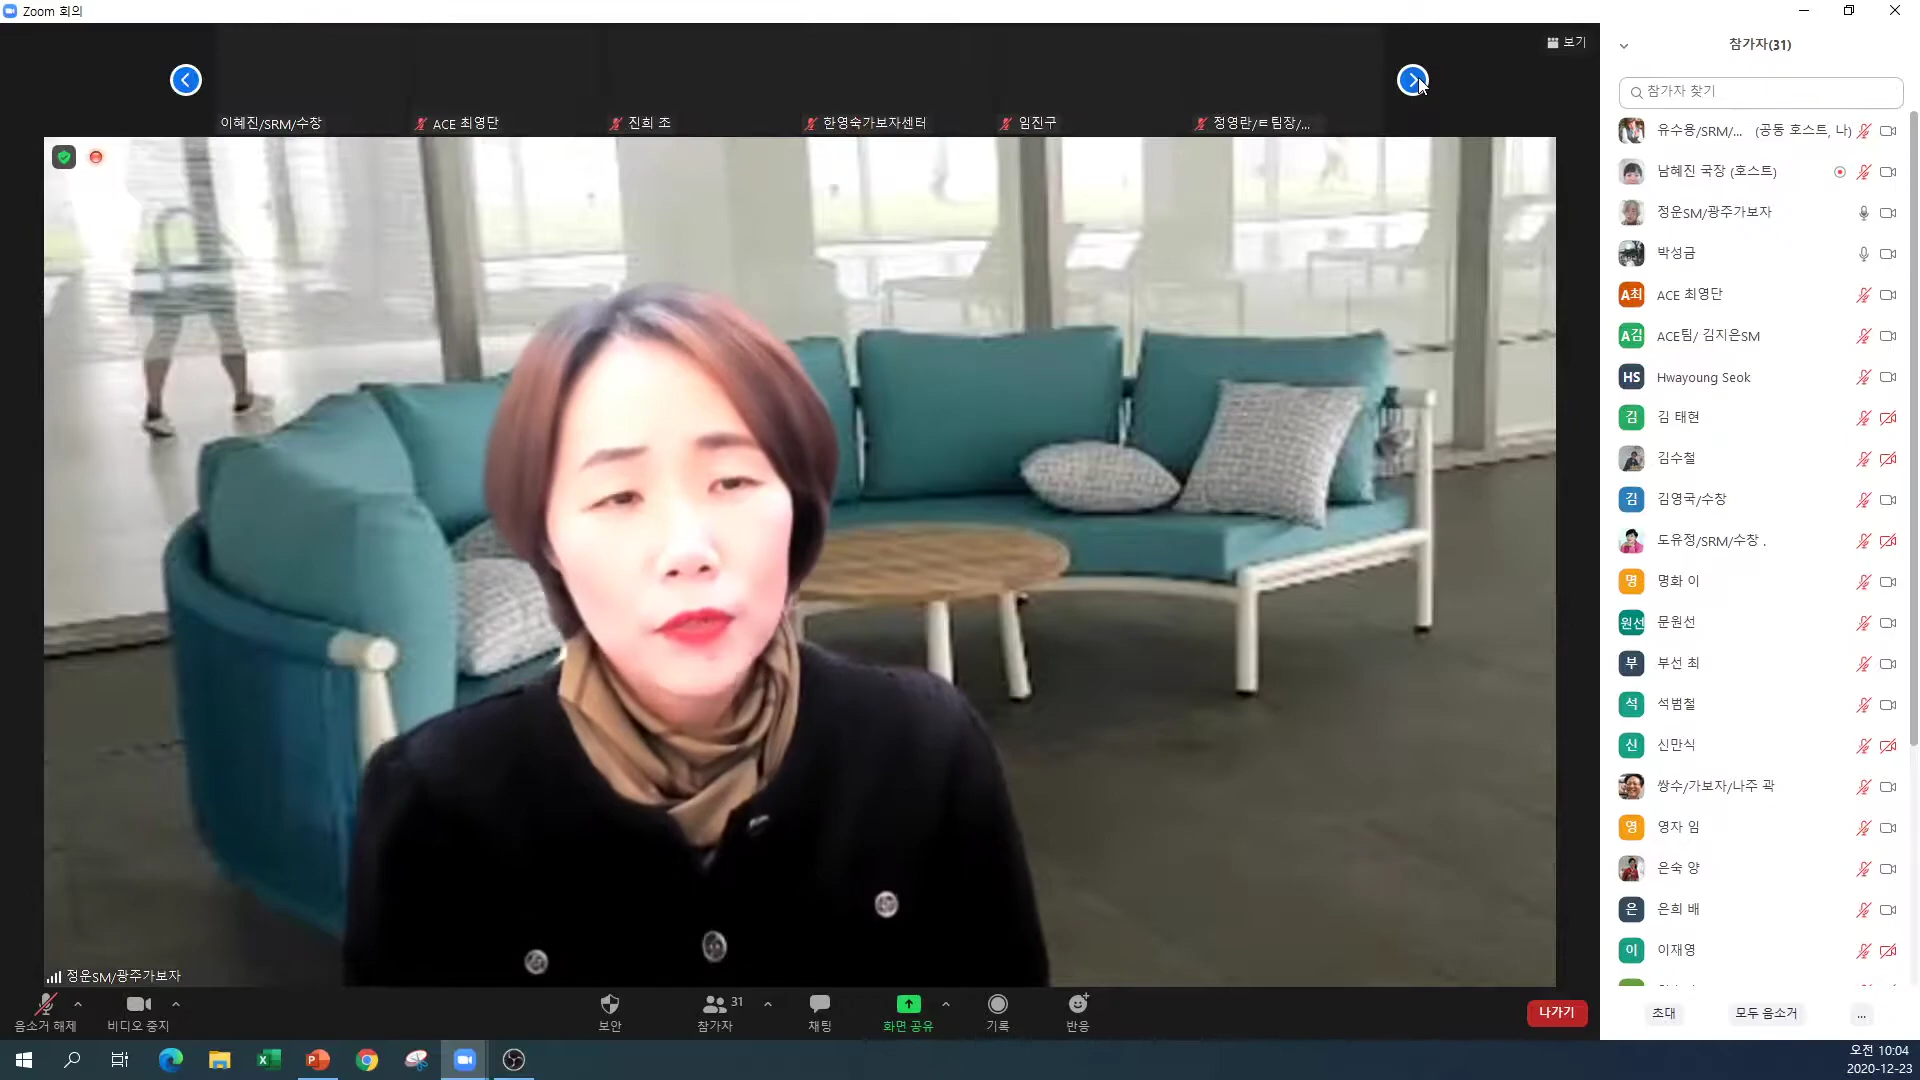 Zoom 회의
보기
이혜진/SRM/수창
ACE 최영단
진희 조
한영숙가보자센터
임진구
정영란/ㅌ팀장/...
정운SM/광주가보자
음소거 해제
비디오 중지
보안
참가자
31
채팅
화면 공유
기록
반응
나가기
참가자(31)
참가자 찾기
유수용/SRM/... (공동 호스트, 나)
남혜진 국장 (호스트)
정운SM/광주가보자
박성금
A최 ACE 최영단
A김 ACE팀/ 김지은SM
HS Hwayoung Seok
김 김 태현
김수철
김 김영국/수창
도유정/SRM/수창 .
명 명화 이
원선 문원선
부 부선 최
석 석범철
신 신만식
쌍수/가보자/나주 곽
영 영자 임
은숙 양
은 은희 배
이 이재영
초대
모두 음소거
...
오전 10:04
2020-12-23